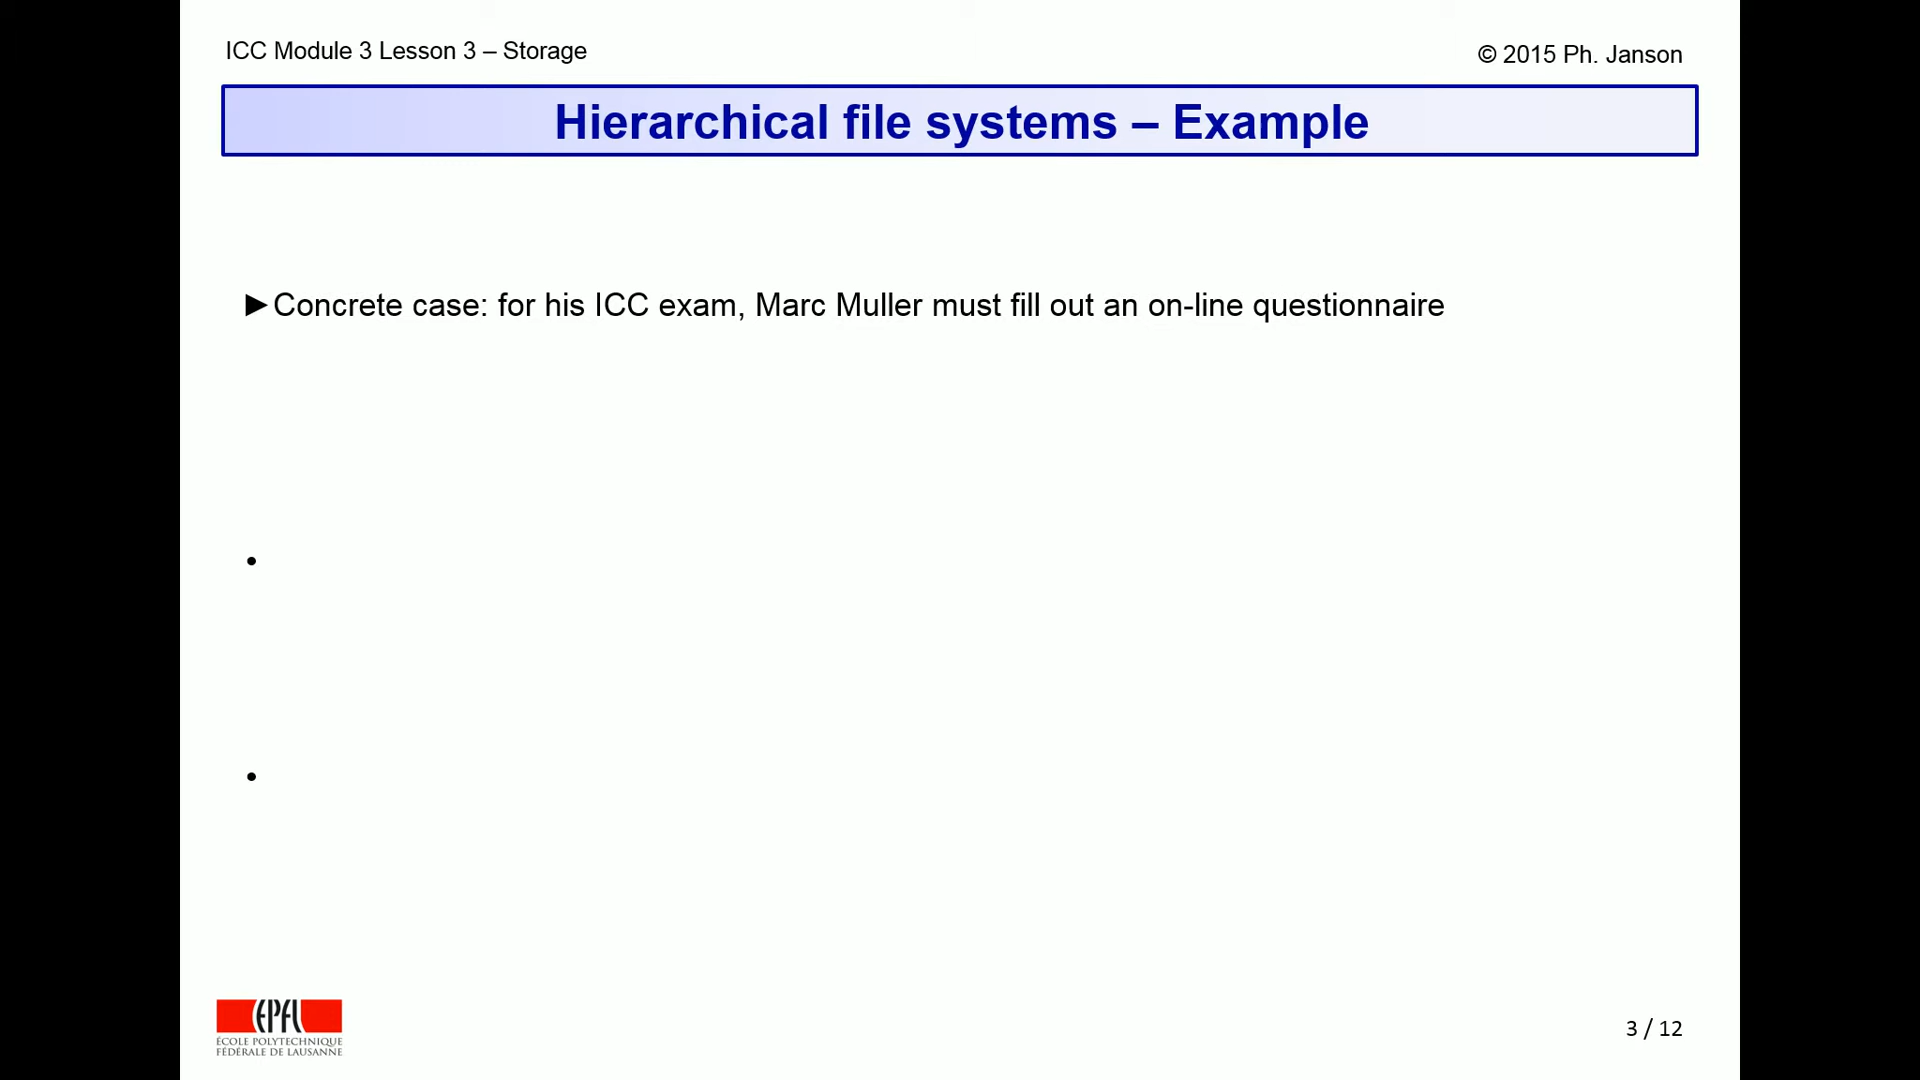 ICC Module 3 Lesson 3 – Storage
© 2015 Ph. Janson
Hierarchical file systems – Example
►Concrete case: for his ICC exam, Marc Muller must fill out an on-line questionnaire
•
•
EPFL
ÉCOLE POLYTECHNIQUE
FÉDÉRALE DE LAUSANNE
3 / 12